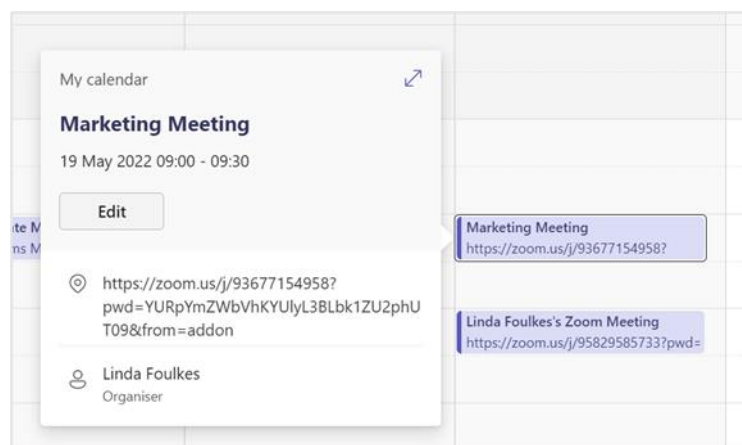 My calendar
Marketing Meeting
19 May 2022 09:00 - 09:30
Edit
https://zoom.us/j/93677154958?
pwd=YURpYmZWbVhKYUlyL3BLbk1ZU2phU
T09&from=addon
Linda Foulkes
Organiser
te M
ns M
Marketing Meeting
https://zoom.us/j/93677154958?
Linda Foulkes's Zoom Meeting
https://zoom.us/j/95829585733?pwd=